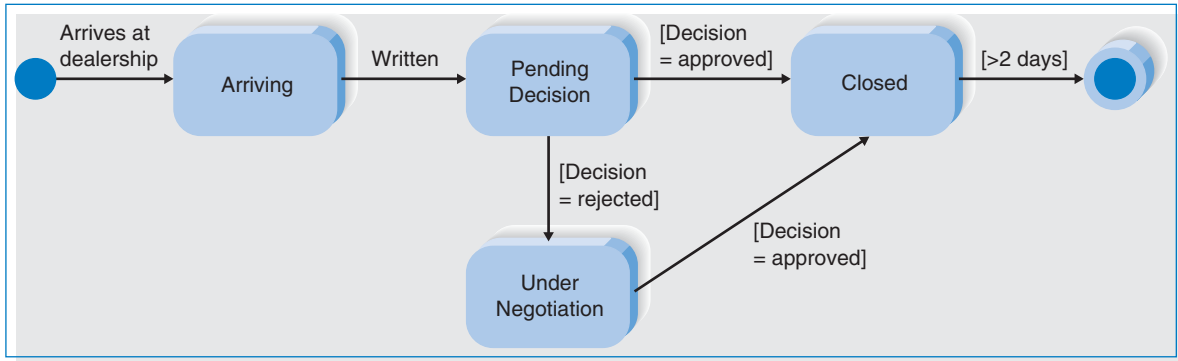 Arrives at
dealership
Arriving
Written
Pending
Decision
[Decision
= approved]
Closed
[>2 days]
[Decision
= rejected]
Under
Negotiation
[Decision
= approved]